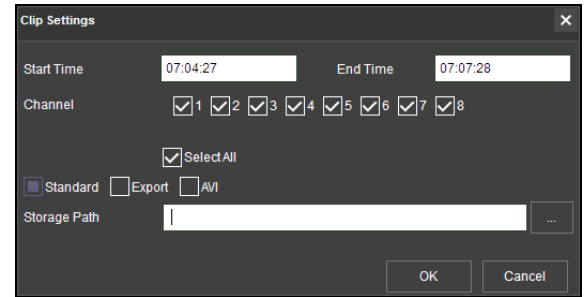 Clip Settings
Start Time 07:04:27 End Time 07:07:28
Channel 1 2 3 4 5 6 7 8
Select All
Standard Export AVI
Storage Path ...
OK Cancel